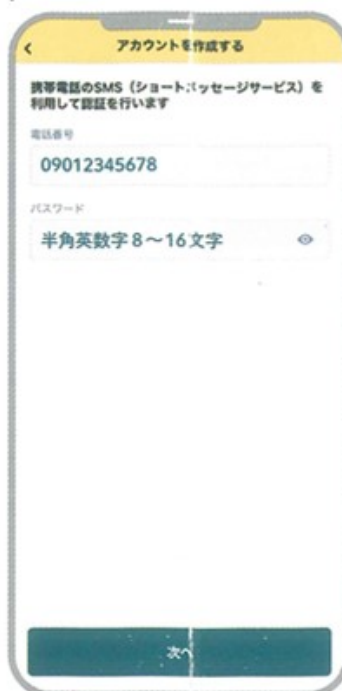 アカウントを作成する
携帯電話のSMS（ショートメッセージサービス）を
利用して認証を行います
電話番号
09012345678
パスワード
半角英数字8〜16文字
次へ